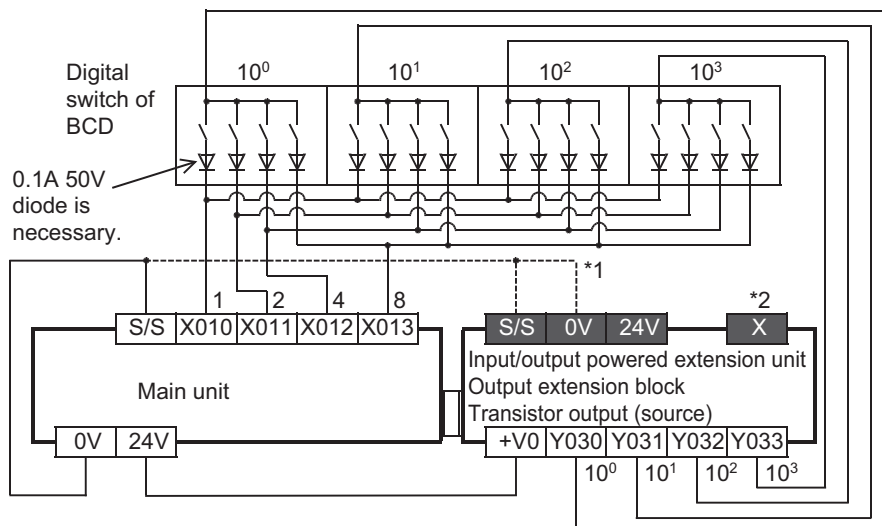 Digital
switch of
BCD
10⁰ 10¹ 10² 10³
0.1A 50V
diode is
necessary.
*1
1 2 4 8 *2
S/S X010 X011 X012 X013
S/S 0V 24V X
Main unit
Input/output powered extension unit
Output extension block
Transistor output (source)
0V 24V
+V0 Y030 Y031 Y032 Y033
10⁰ 10¹ 10² 10³